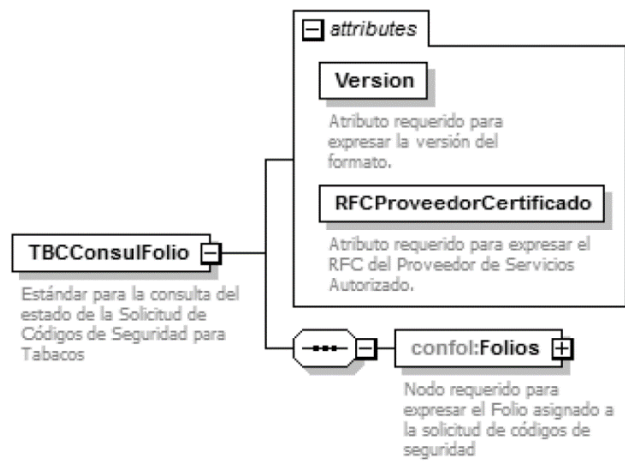 attributes
Version
Atributo requerido para
expresar la versión del
formato.
RFCProveedorCertificado
Atributo requerido para expresar el
RFC del Proveedor de Servicios
Autorizado.
TBCConsulFolio
Estándar para la consulta del
estado de la Solicitud de
Códigos de Seguridad para
Tabacos
confol:Folios
Nodo requerido para
expresar el Folio asignado a
la solicitud de códigos de
seguridad